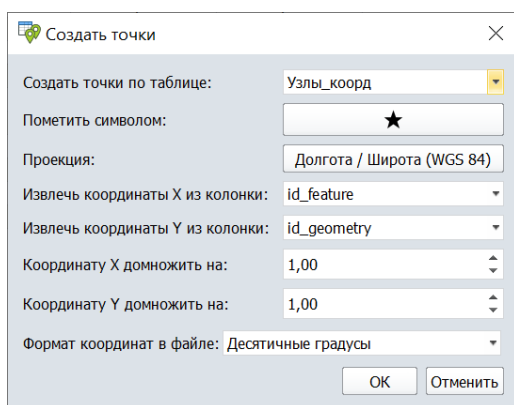 Создать точки
Создать точки по таблице: Узлы_коорд
Пометить символом: ★
Проекция: Долгота / Широта (WGS 84)
Извлечь координаты X из колонки: id_feature
Извлечь координаты Y из колонки: id_geometry
Координату X домножить на: 1,00
Координату Y домножить на: 1,00
Формат координат в файле: Десятичные градусы
ОК Отменить